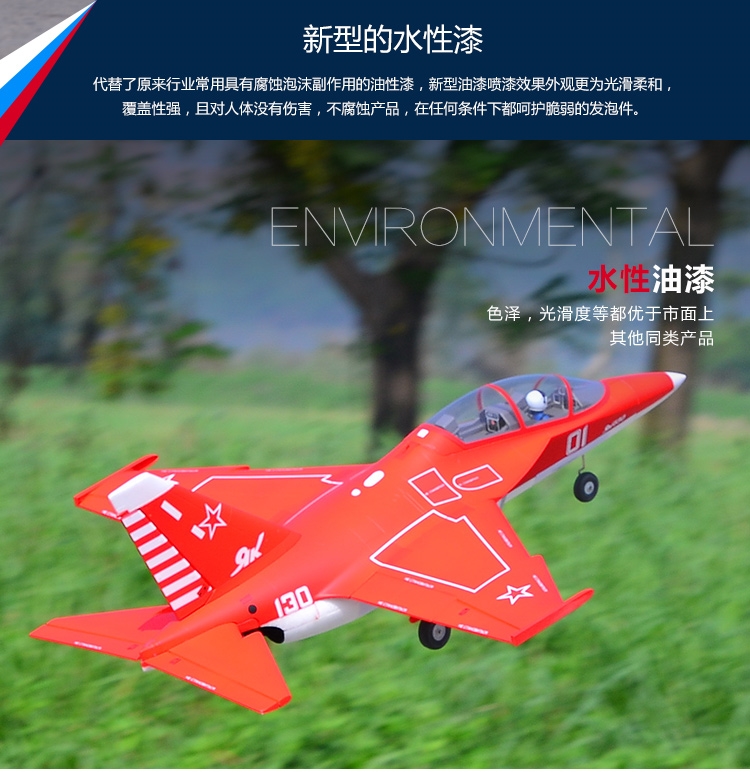 新型的水性漆
代替了原来行业常用具有腐蚀泡沫副作用的油性漆，新型油漆喷漆效果外观更为光滑柔和，
覆盖性强，且对人体没有伤害，不腐蚀产品，在任何条件下都呵护脆弱的发泡件。
ENVIRONMENTAL
水性油漆
色泽，光滑度等都优于市面上
其他同类产品
01
ЯК
130